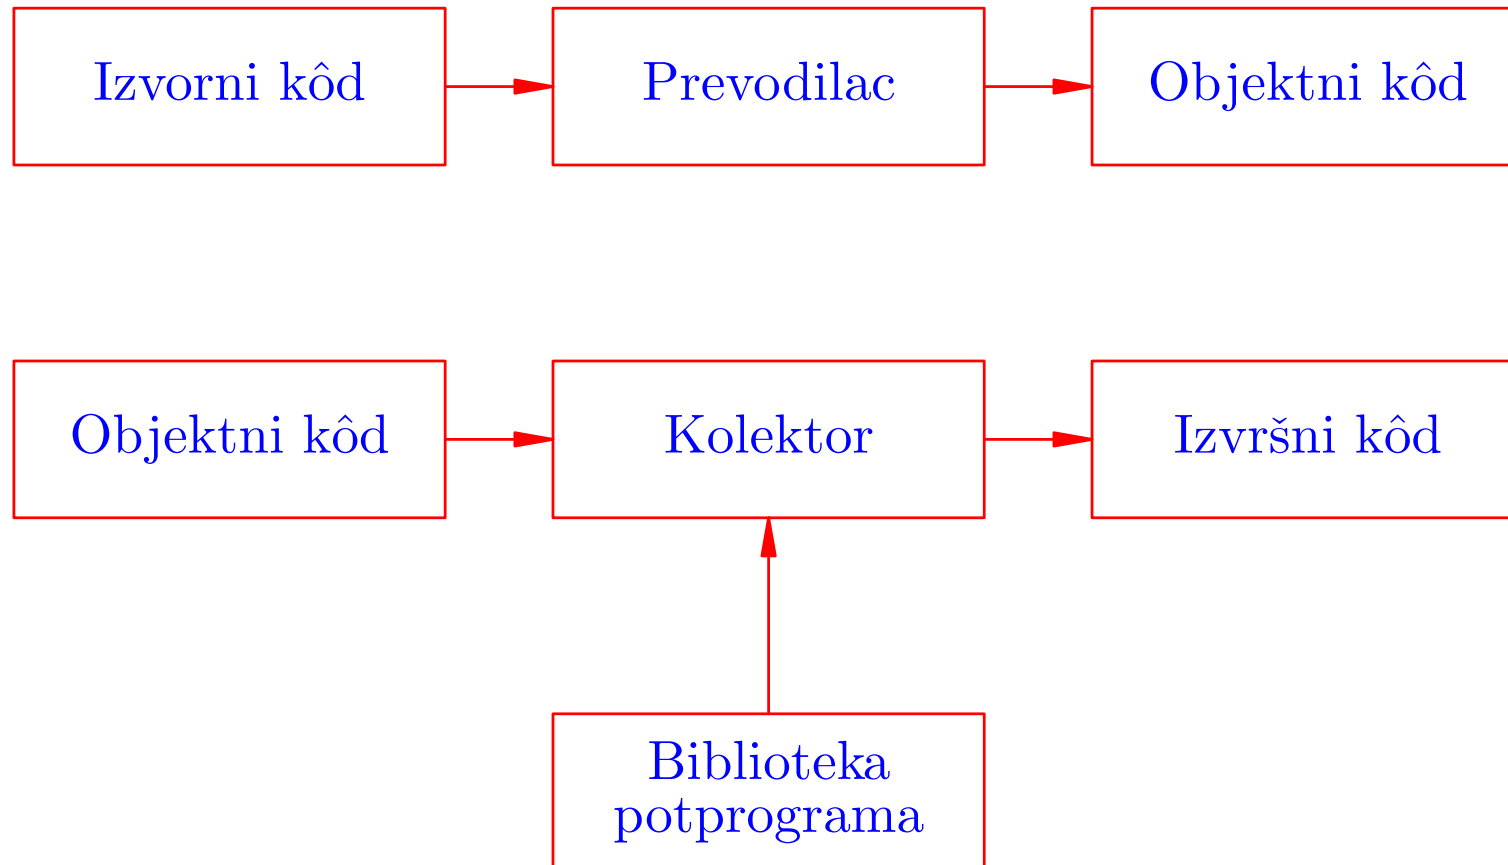 Izvorni kôd
Prevodilac
Objektni kôd
Objektni kôd
Kolektor
Izvršni kôd
Biblioteka
potprograma